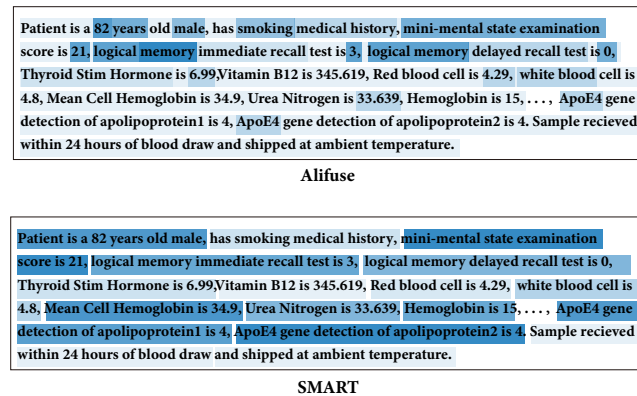 Patient is a 82 years old male, has smoking medical history, mini-mental state examination
score is 21, logical memory immediate recall test is 3, logical memory delayed recall test is 0,
Thyroid Stim Hormone is 6.99,Vitamin B12 is 345.619, Red blood cell is 4.29, white blood cell is
4.8, Mean Cell Hemoglobin is 34.9, Urea Nitrogen is 33.639, Hemoglobin is 15, . . . , ApoE4 gene
detection of apolipoprotein1 is 4, ApoE4 gene detection of apolipoprotein2 is 4. Sample recieved
within 24 hours of blood draw and shipped at ambient temperature.
Alifuse
Patient is a 82 years old male, has smoking medical history, mini-mental state examination
score is 21, logical memory immediate recall test is 3, logical memory delayed recall test is 0,
Thyroid Stim Hormone is 6.99,Vitamin B12 is 345.619, Red blood cell is 4.29, white blood cell is
4.8, Mean Cell Hemoglobin is 34.9, Urea Nitrogen is 33.639, Hemoglobin is 15, . . . , ApoE4 gene
detection of apolipoprotein1 is 4, ApoE4 gene detection of apolipoprotein2 is 4. Sample recieved
within 24 hours of blood draw and shipped at ambient temperature.
SMART